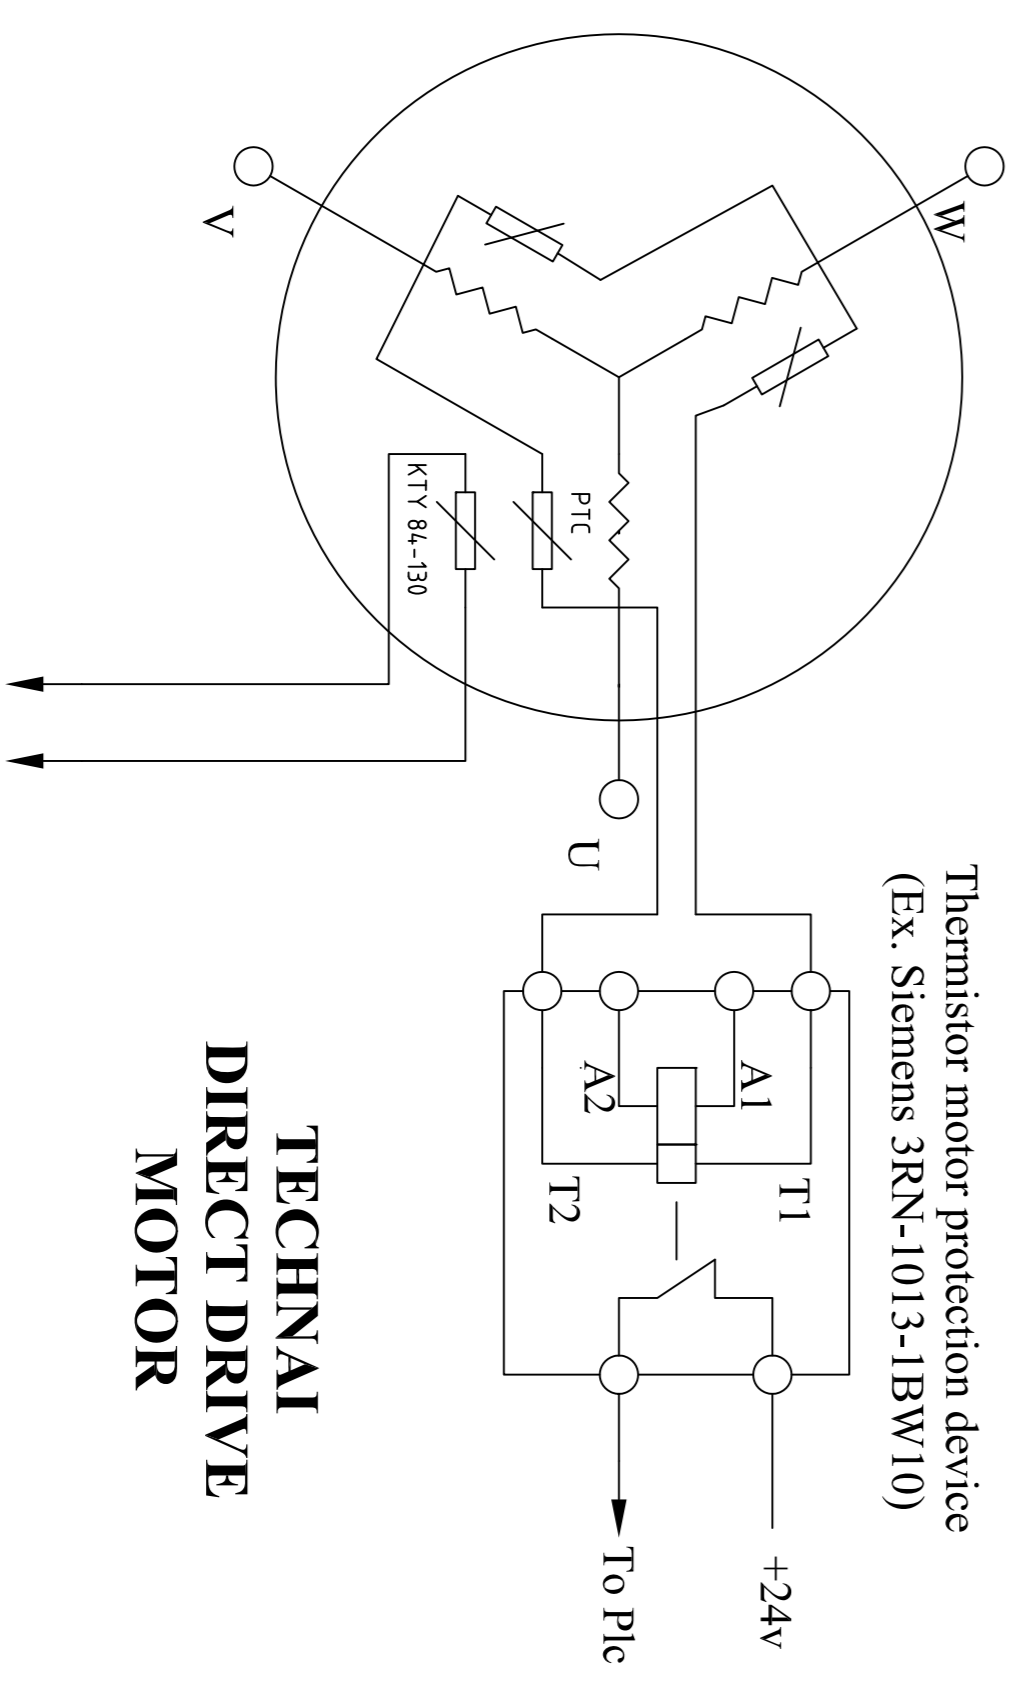 Thermistor motor protection device
(Ex. Siemens 3RN-1013-1BW10)
W
V
U
PTC
KTY 84-130
A1
A2
T1
T2
+24v
To Plc
TECHNAI
DIRECT DRIVE
MOTOR